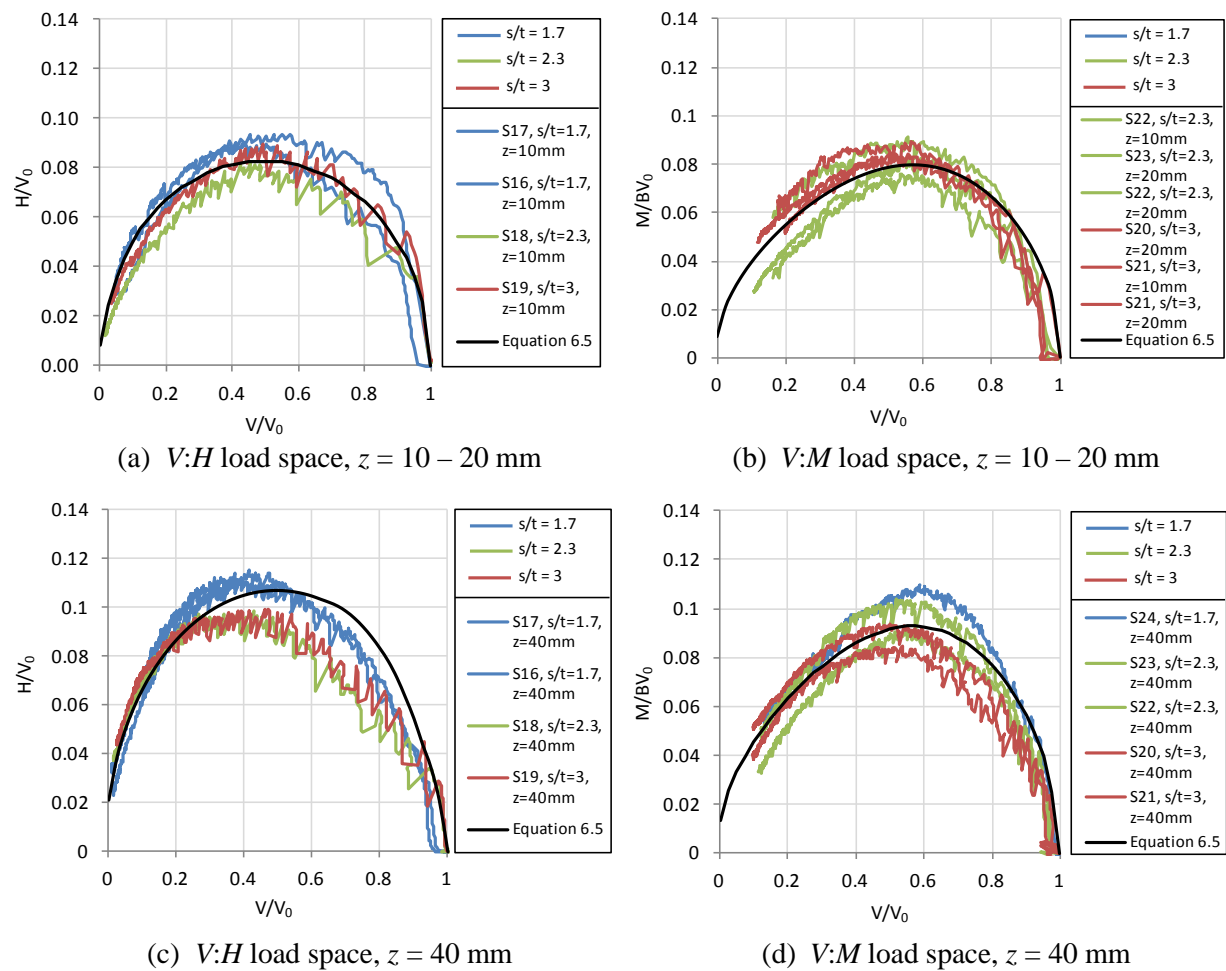 0.14
0.12
0.10
0.08
0.06
0.04
0.02
0.00
H/V0
0
0.2
0.4
0.6
0.8
1
V/V0
s/t = 1.7
s/t = 2.3
s/t = 3
S17, s/t=1.7,
z=10mm
S16, s/t=1.7,
z=10mm
S18, s/t=2.3,
z=10mm
S19, s/t=3,
z=10mm
Equation 6.5
(a) V:H load space, z = 10 – 20 mm
0.14
0.12
0.1
0.08
0.06
0.04
0.02
0
M/BV0
0
0.2
0.4
0.6
0.8
1
V/V0
s/t = 1.7
s/t = 2.3
s/t = 3
S22, s/t=2.3,
z=10mm
S23, s/t=2.3,
z=20mm
S22, s/t=2.3,
z=20mm
S20, s/t=3,
z=20mm
S21, s/t=3,
z=10mm
S21, s/t=3,
z=20mm
Equation 6.5
(b) V:M load space, z = 10 – 20 mm
0.14
0.12
0.1
0.08
0.06
0.04
0.02
0
H/V0
0
0.2
0.4
0.6
0.8
1
V/V0
s/t = 1.7
s/t = 2.3
s/t = 3
S17, s/t=1.7,
z=40mm
S16, s/t=1.7,
z=40mm
S18, s/t=2.3,
z=40mm
S19, s/t=3,
z=40mm
Equation 6.5
(c) V:H load space, z = 40 mm
0.14
0.12
0.1
0.08
0.06
0.04
0.02
0
M/BV0
0
0.2
0.4
0.6
0.8
1
V/V0
s/t = 1.7
s/t = 2.3
s/t = 3
S24, s/t=1.7,
z=40mm
S23, s/t=2.3,
z=40mm
S22, s/t=2.3,
z=40mm
S20, s/t=3,
z=40mm
S21, s/t=3,
z=40mm
Equation 6.5
(d) V:M load space, z = 40 mm